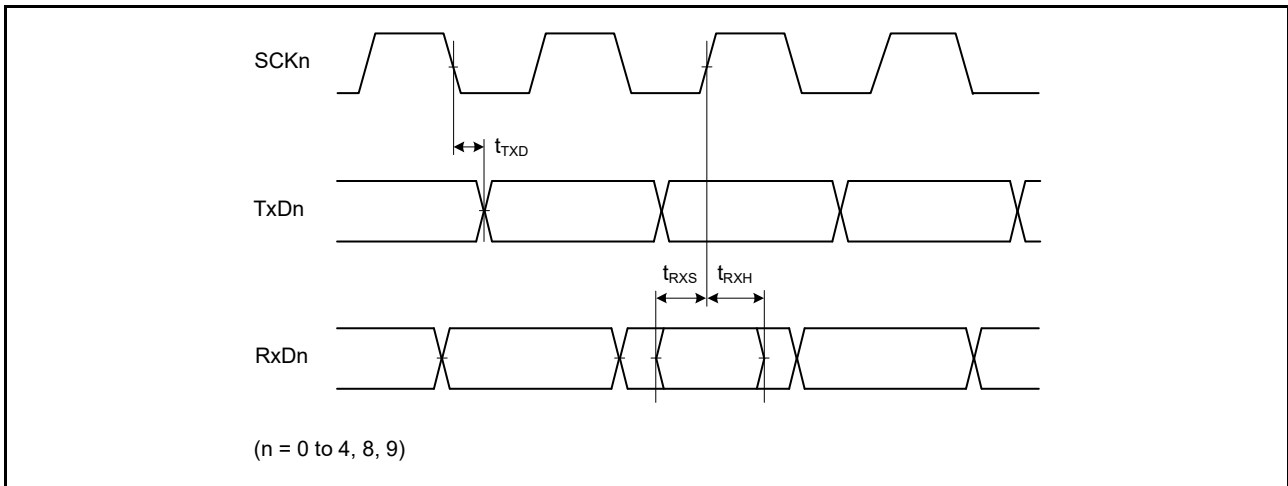 SCKn
tTXD
TxDn
tRXS tRXH
RxDn
(n = 0 to 4, 8, 9)